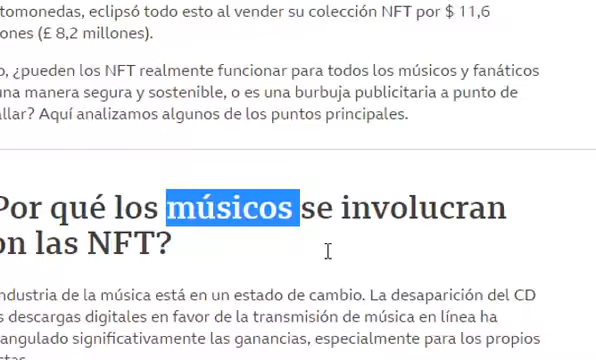 tomonedas, eclipsó todo esto al vender su colección NFT por $ 11,6
ones (£ 8,2 millones).
o, ¿pueden los NFT realmente funcionar para todos los músicos y fanáticos
una manera segura y sostenible, o es una burbuja publicitaria a punto de
allar? Aquí analizamos algunos de los puntos principales.
Por qué los músicos se involucran
on las NFT?
ndustria de la música está en un estado de cambio. La desaparición del CD
s descargas digitales en favor de la transmisión de música en línea ha
angulado significativamente las ganancias, especialmente para los propios